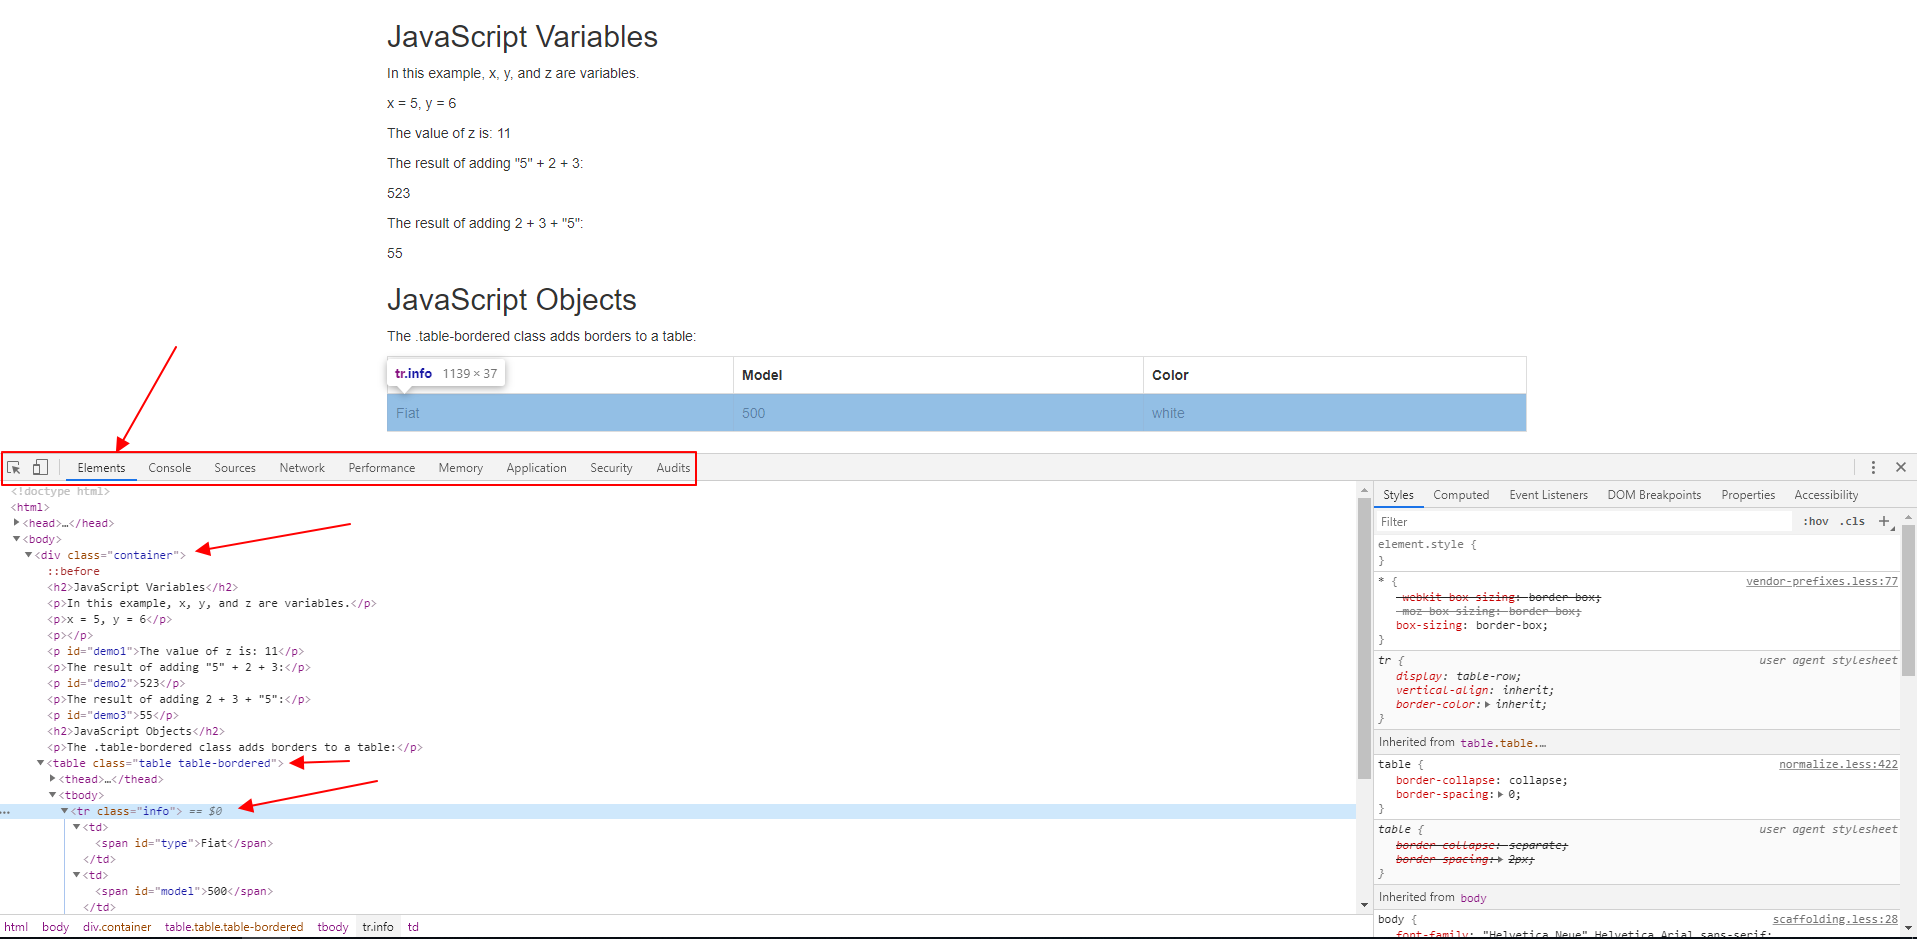 JavaScript Variables
In this example, x, y, and z are variables.
x = 5, y = 6
The value of z is: 11
The result of adding "5" + 2 + 3:
523
The result of adding 2 + 3 + "5":
55
JavaScript Objects
The .table-bordered class adds borders to a table:
tr.info 1139 × 37
Model Color
Fiat 500 white
Elements Console Sources Network Performance Memory Application Security Audits
<!doctype html>
<html>
<head>…</head>
<body>
<div class="container">
::before
<h2>JavaScript Variables</h2>
<p>In this example, x, y, and z are variables.</p>
<p>x = 5, y = 6</p>
<p></p>
<p id="demo1">The value of z is: 11</p>
<p>The result of adding "5" + 2 + 3:</p>
<p id="demo2">523</p>
<p>The result of adding 2 + 3 + "5":</p>
<p id="demo3">55</p>
<h2>JavaScript Objects</h2>
<p>The .table-bordered class adds borders to a table:</p>
<table class="table table-bordered">
<thead>…</thead>
<tbody>
<tr class="info"> == $0
<td>
<span id="type">Fiat</span>
</td>
<td>
<span id="model">500</span>
</td>
html body div.container table.table.table-bordered tbody tr.info td
Styles Computed Event Listeners DOM Breakpoints Properties Accessibility
Filter :hov .cls +
element.style {
}
* { vendor-prefixes.less:77
-webkit-box-sizing: border-box;
-moz-box-sizing: border-box;
box-sizing: border-box;
}
tr { user agent stylesheet
display: table-row;
vertical-align: inherit;
border-color: inherit;
}
Inherited from table.table.…
table { normalize.less:422
border-collapse: collapse;
border-spacing: 0;
}
table { user agent stylesheet
border-collapse: separate;
border-spacing: 2px;
}
Inherited from body
body { scaffolding.less:28
font-family: "Helvetica Neue",Helvetica,Arial,sans-serif;